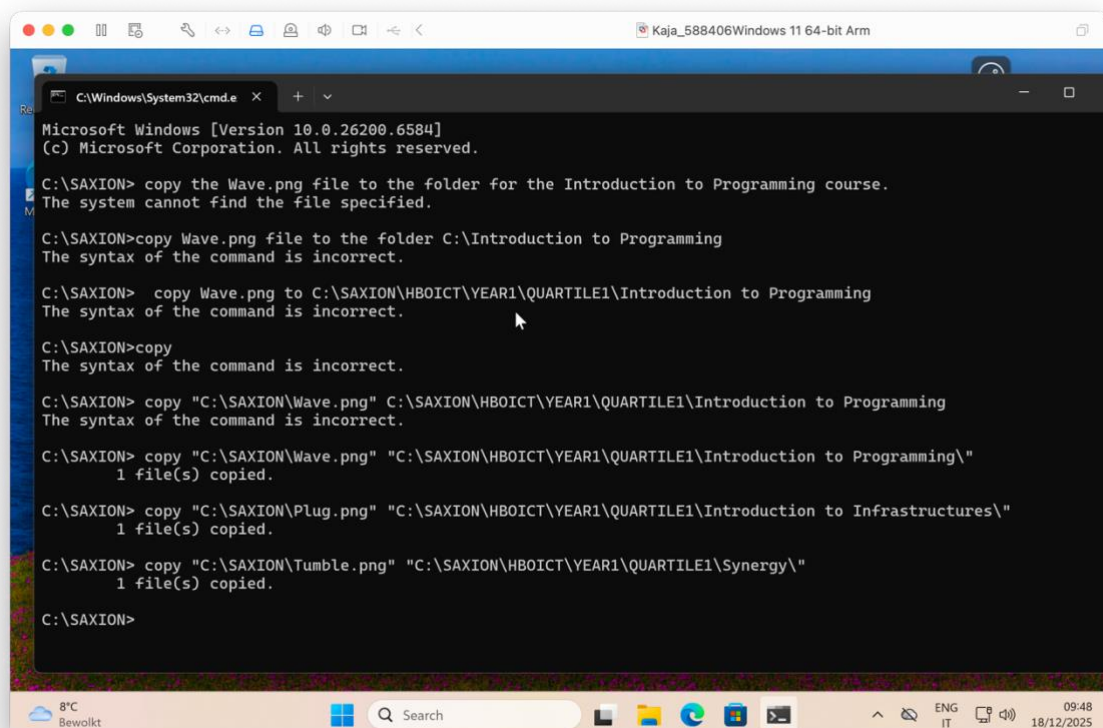 Kaja_588406Windows 11 64-bit Arm
C:\Windows\System32\cmd.e
Microsoft Windows [Version 10.0.26200.6584]
(c) Microsoft Corporation. All rights reserved.
C:\SAXION> copy the Wave.png file to the folder for the Introduction to Programming course.
The system cannot find the file specified.
C:\SAXION>copy Wave.png file to the folder C:\Introduction to Programming
The syntax of the command is incorrect.
C:\SAXION>  copy Wave.png to C:\SAXION\HBOICT\YEAR1\QUARTILE1\Introduction to Programming
The syntax of the command is incorrect.
C:\SAXION>copy
The syntax of the command is incorrect.
C:\SAXION> copy "C:\SAXION\Wave.png" C:\SAXION\HBOICT\YEAR1\QUARTILE1\Introduction to Programming
The syntax of the command is incorrect.
C:\SAXION> copy "C:\SAXION\Wave.png" "C:\SAXION\HBOICT\YEAR1\QUARTILE1\Introduction to Programming\"
        1 file(s) copied.
C:\SAXION> copy "C:\SAXION\Plug.png" "C:\SAXION\HBOICT\YEAR1\QUARTILE1\Introduction to Infrastructures\"
        1 file(s) copied.
C:\SAXION> copy "C:\SAXION\Tumble.png" "C:\SAXION\HBOICT\YEAR1\QUARTILE1\Synergy\"
        1 file(s) copied.
C:\SAXION>
8°C
Bewolkt
Search
ENG
IT
09:48
18/12/2025